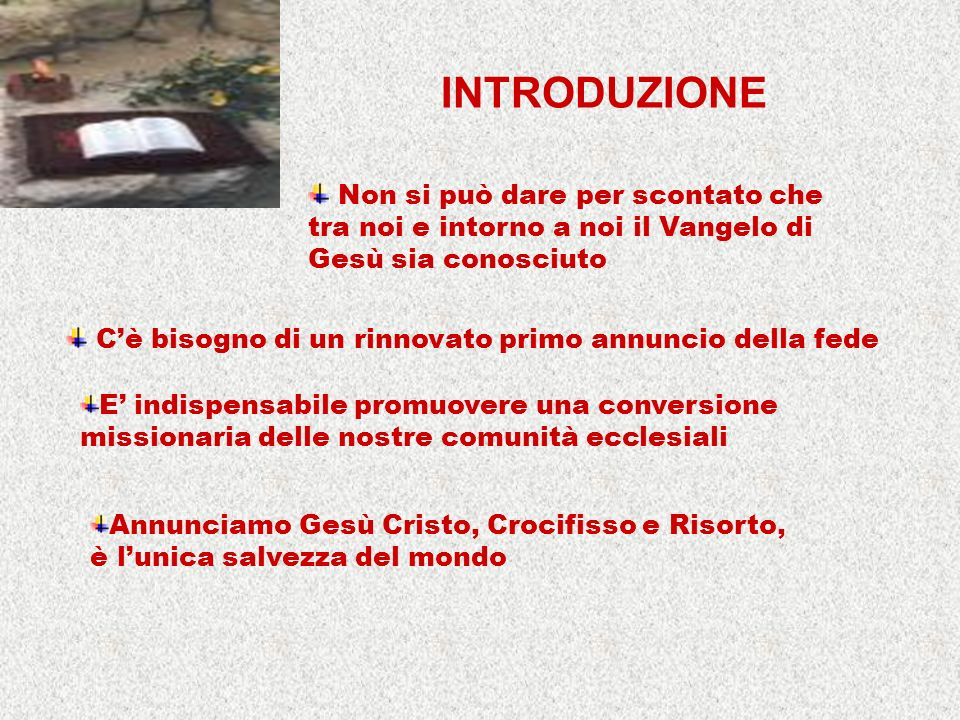 INTRODUZIONE
Non si può dare per scontato che
tra noi e intorno a noi il Vangelo di
Gesù sia conosciuto
C’è bisogno di un rinnovato primo annuncio della fede
E’ indispensabile promuovere una conversione
missionaria delle nostre comunità ecclesiali
Annunciamo Gesù Cristo, Crocifisso e Risorto,
è l’unica salvezza del mondo